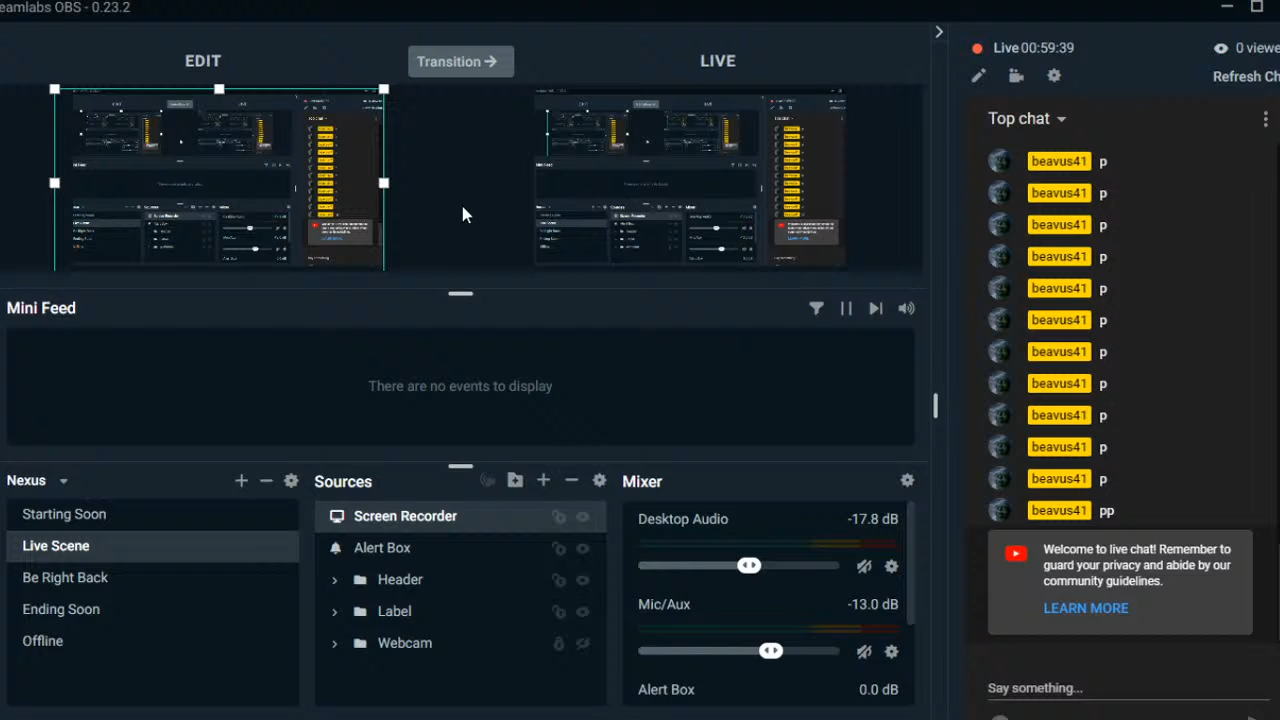 eamlabs OBS - 0.23.2
EDIT
Transition
LIVE
Live 00:59:39
0 viewe
Refresh Ch
Top chat
beavus41 p
beavus41 p
beavus41 p
beavus41 p
beavus41 p
beavus41 p
beavus41 p
beavus41 p
beavus41 p
beavus41 p
beavus41 p
beavus41 pp
Welcome to live chat! Remember to
guard your privacy and abide by our
community guidelines.
LEARN MORE
Say something...
Mini Feed
There are no events to display
Nexus
Starting Soon
Live Scene
Be Right Back
Ending Soon
Offline
Sources
Screen Recorder
Alert Box
Header
Label
Webcam
Mixer
Desktop Audio -17.8 dB
Mic/Aux -13.0 dB
Alert Box 0.0 dB